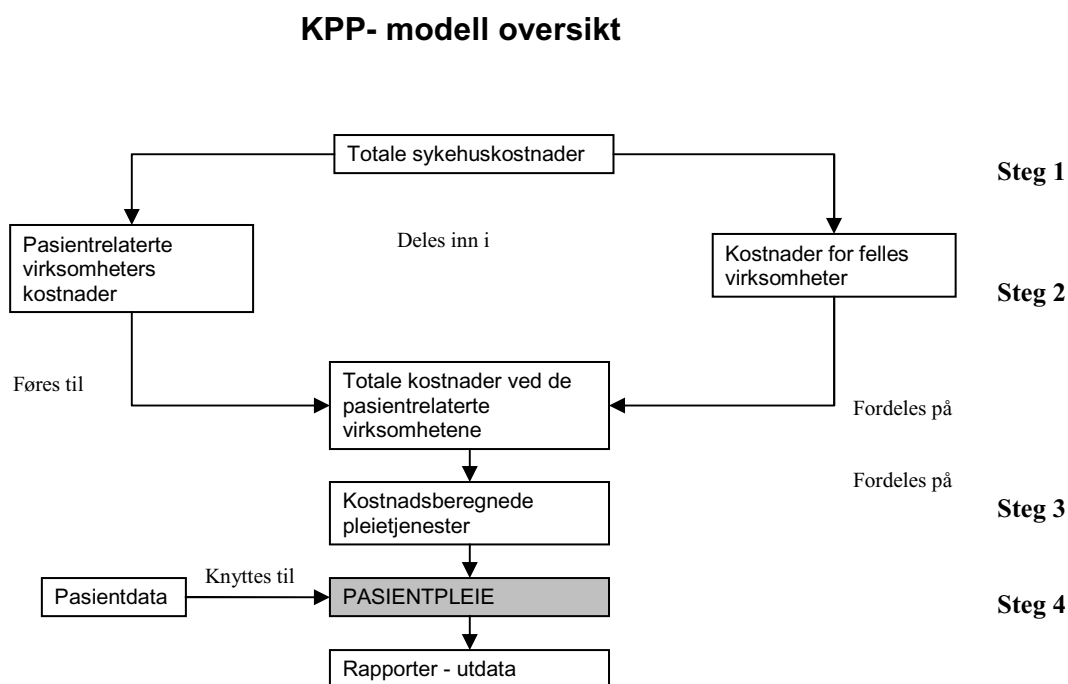 KPP- modell oversikt
Totale sykehuskostnader
Steg 1
Pasientrelaterte
virksomheters
kostnader
Deles inn i
Kostnader for felles
virksomheter
Steg 2
Føres til
Totale kostnader ved de
pasientrelaterte
virksomhetene
Fordeles på
Fordeles på
Kostnadsberegnede
pleietjenester
Steg 3
Pasientdata
Knyttes til
PASIENTPLEIE
Steg 4
Rapporter - utdata